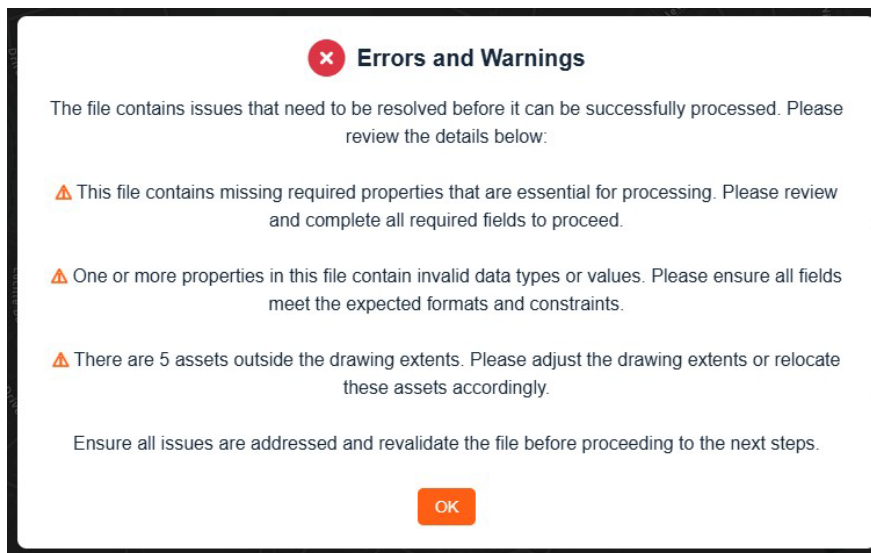 Errors and Warnings
The file contains issues that need to be resolved before it can be successfully processed. Please
review the details below:
This file contains missing required properties that are essential for processing. Please review
and complete all required fields to proceed.
One or more properties in this file contain invalid data types or values. Please ensure all fields
meet the expected formats and constraints.
There are 5 assets outside the drawing extents. Please adjust the drawing extents or relocate
these assets accordingly.
Ensure all issues are addressed and revalidate the file before proceeding to the next steps.
OK